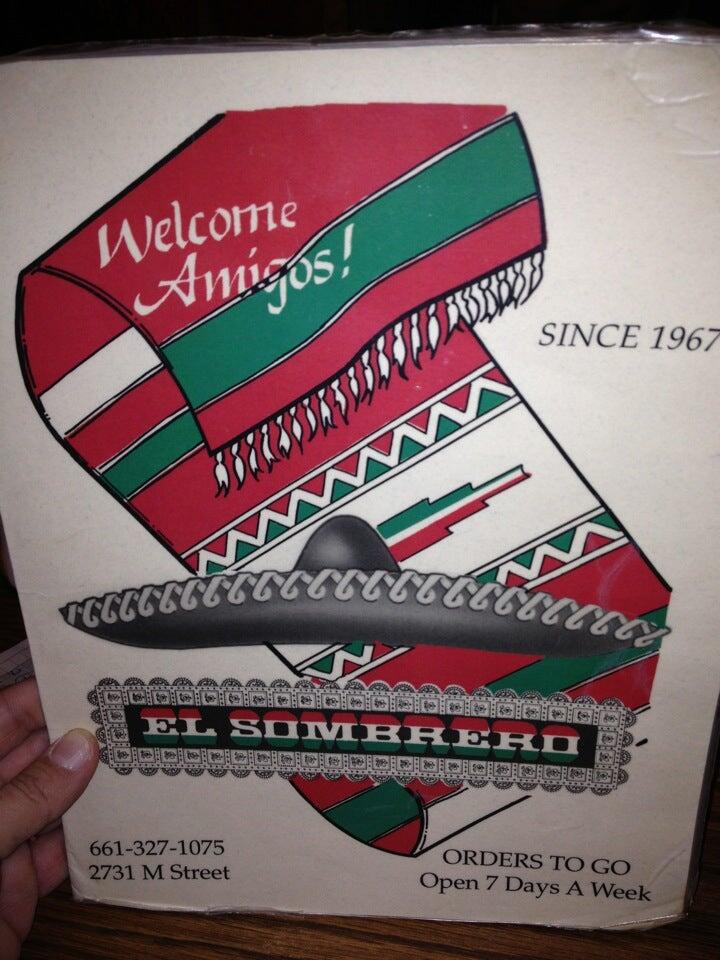 Welcome
Amigos!
SINCE 1967
EL SOMBRERO
661-327-1075
2731 M Street
ORDERS TO GO
Open 7 Days A Week